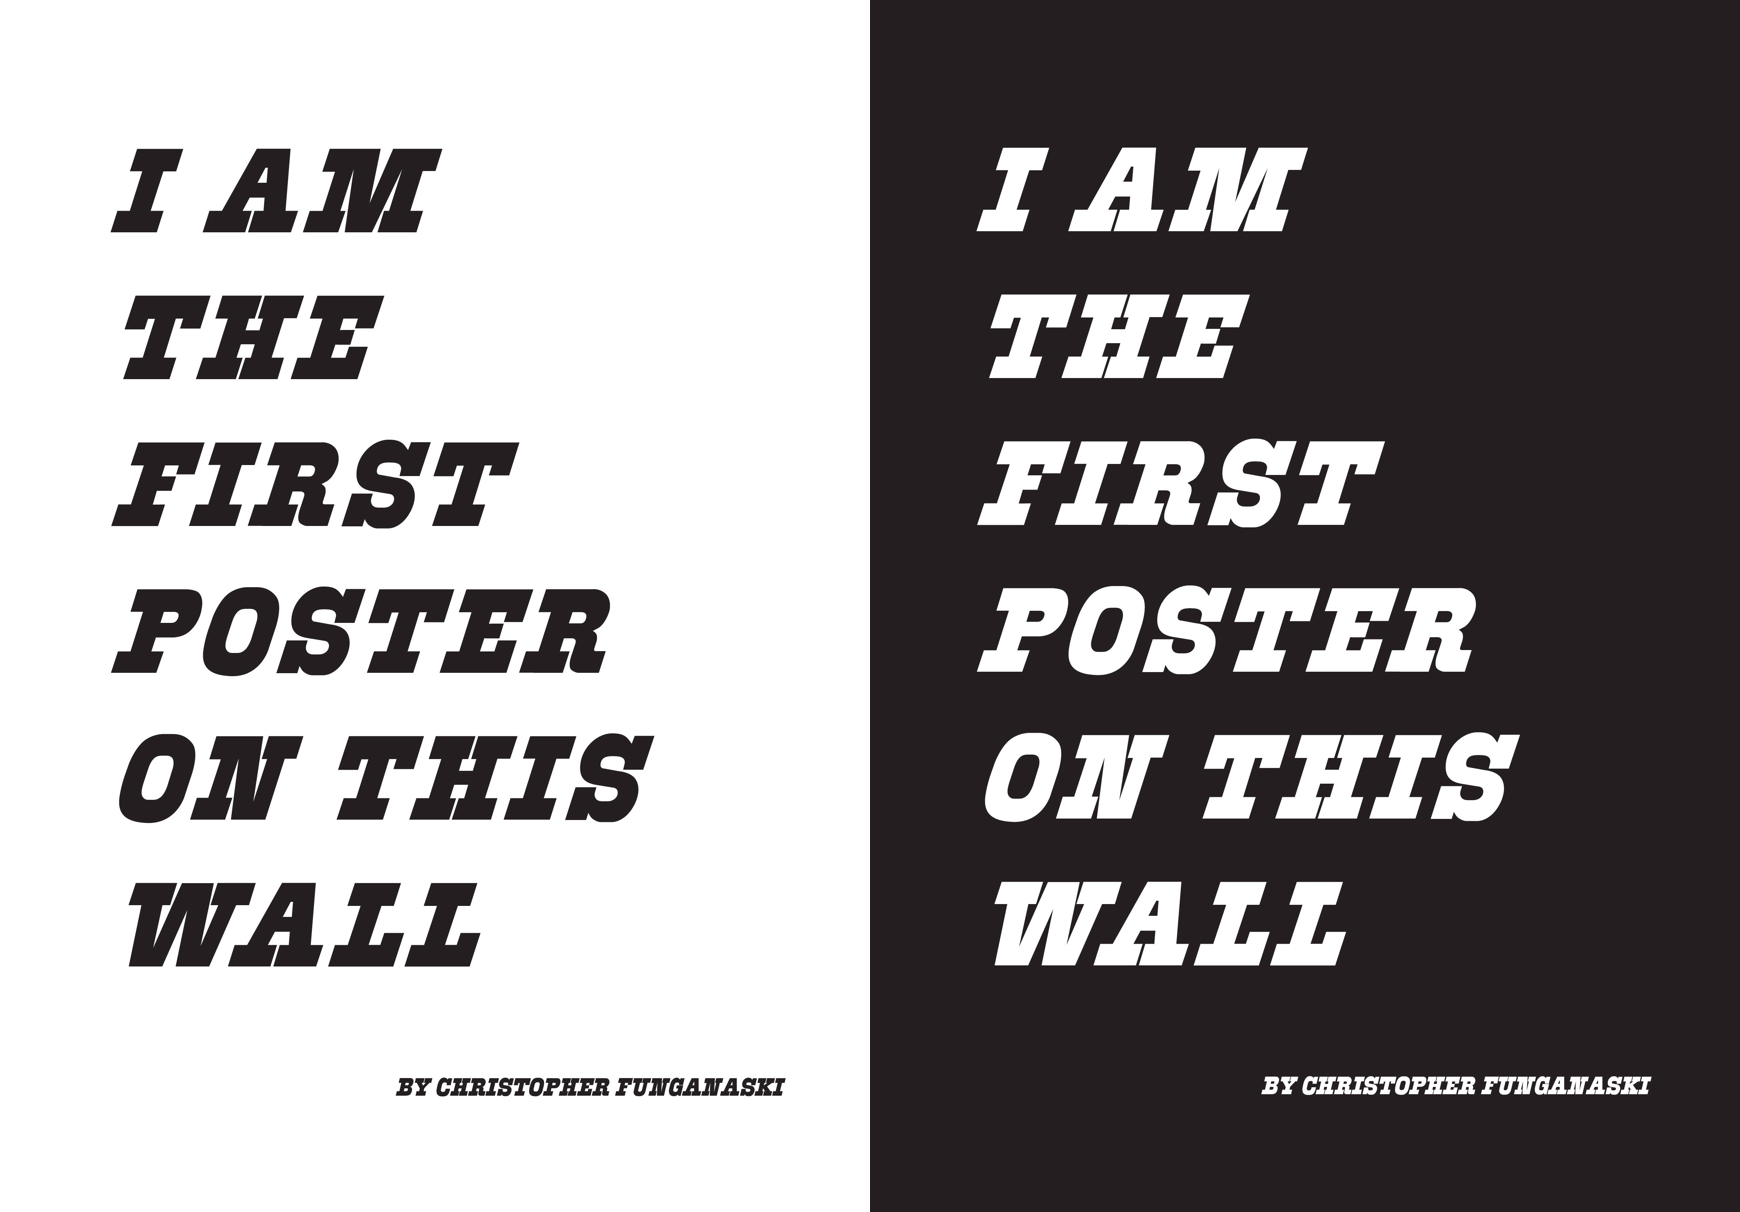 I AM
THE
FIRST
POSTER
ON THIS
WALL
BY CHRISTOPHER FUNGANASKI
I AM
THE
FIRST
POSTER
ON THIS
WALL
BY CHRISTOPHER FUNGANASKI